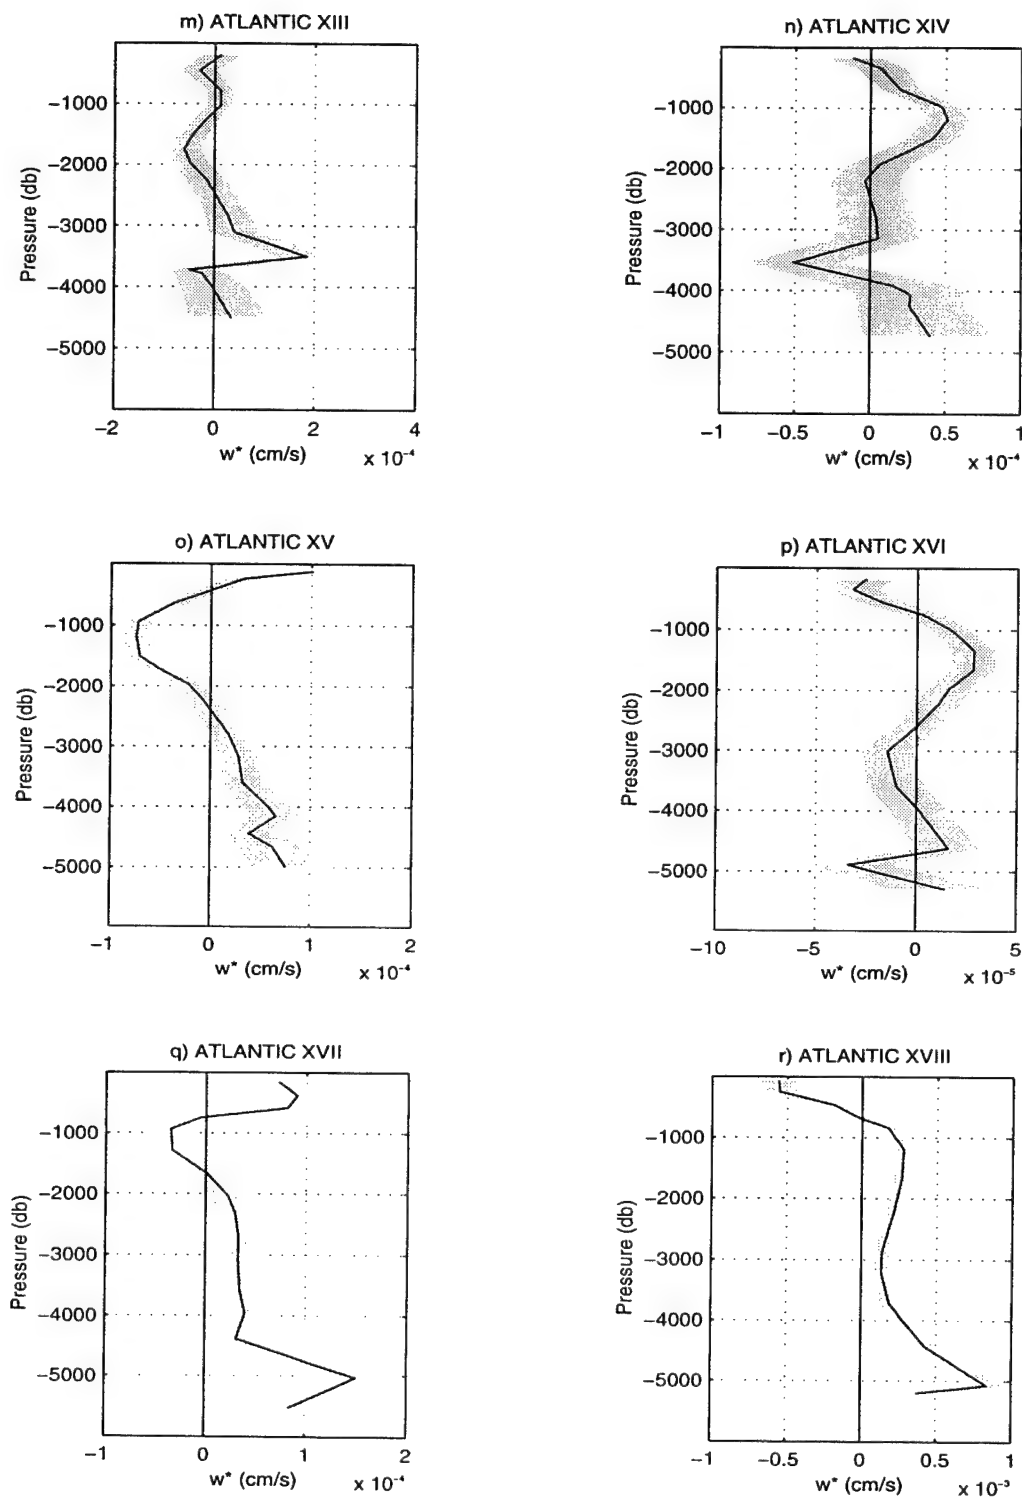 m) ATLANTIC XIII
−1000
−2000
−3000
−4000
−5000
Pressure (db)
−2 0 2 4
w* (cm/s)
x 10⁻⁴
n) ATLANTIC XIV
−1000
−2000
−3000
−4000
−5000
Pressure (db)
−1 −0.5 0 0.5 1
w* (cm/s)
x 10⁻⁴
o) ATLANTIC XV
−1000
−2000
−3000
−4000
−5000
Pressure (db)
−1 0 1 2
w* (cm/s)
x 10⁻⁴
p) ATLANTIC XVI
−1000
−2000
−3000
−4000
−5000
Pressure (db)
−10 −5 0 5
w* (cm/s)
x 10⁻⁵
q) ATLANTIC XVII
−1000
−2000
−3000
−4000
−5000
Pressure (db)
−1 0 1 2
w* (cm/s)
x 10⁻⁴
r) ATLANTIC XVIII
−1000
−2000
−3000
−4000
−5000
Pressure (db)
−1 −0.5 0 0.5 1
w* (cm/s)
x 10⁻³